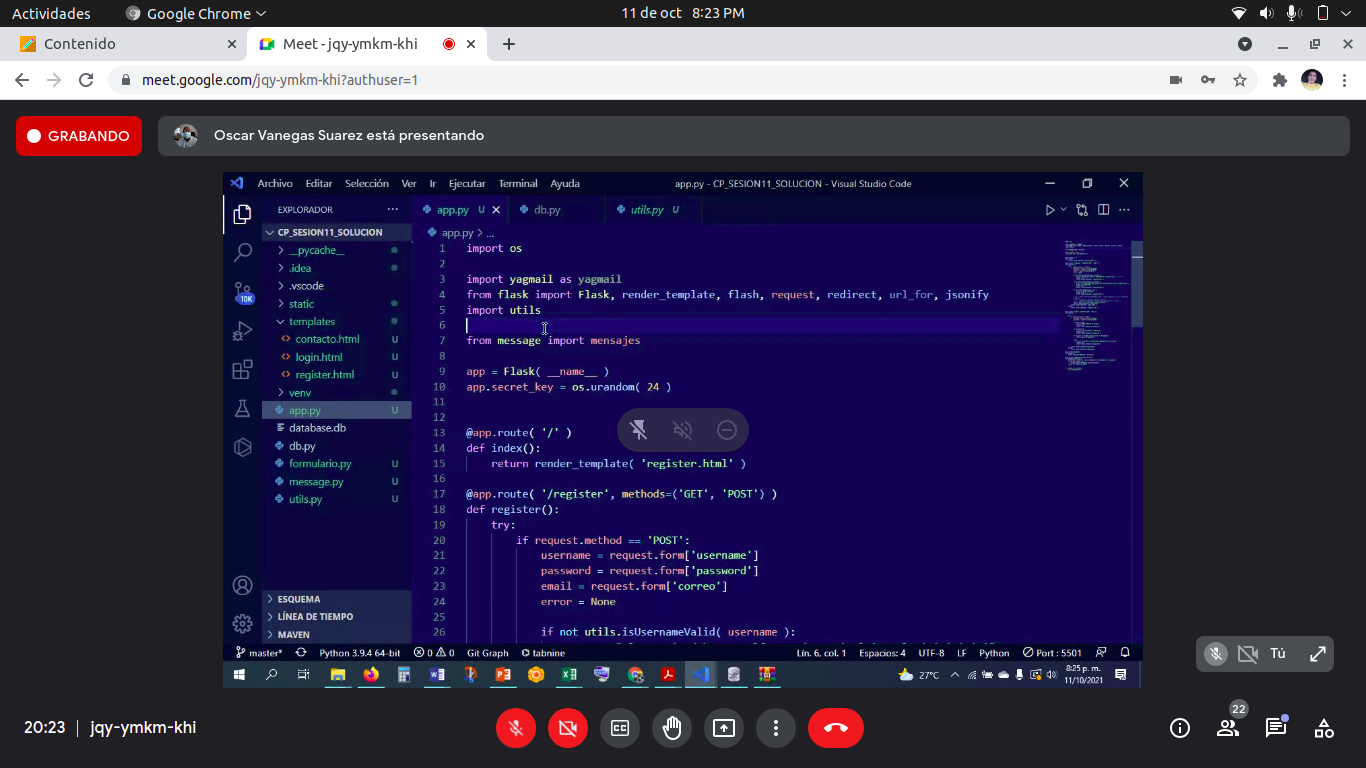 Actividades
Google Chrome
11 de oct 8:23 PM
Contenido
Meet - jqy-ymkm-khi
meet.google.com/jqy-ymkm-khi?authuser=1
GRABANDO
Oscar Vanegas Suarez está presentando
Archivo Editar Selección Ver Ir Ejecutar Terminal Ayuda
app.py - CP_SESION11_SOLUCION - Visual Studio Code
EXPLORADOR
app.py U
db.py
utils.py U
CP_SESION11_SOLUCION
__pycache__
.idea
.vscode
static
templates
contacto.html U
login.html U
register.html U
venv
app.py U
database.db
db.py
formulario.py U
message.py U
utils.py U
10K
ESQUEMA
LÍNEA DE TIEMPO
MAVEN
app.py > ...
1 import os
2
3 import yagmail as yagmail
4 from flask import Flask, render_template, flash, request, redirect, url_for, jsonify
5 import utils
6
7 from message import mensajes
8
9 app = Flask( __name__ )
10 app.secret_key = os.urandom( 24 )
11
12
13 @app.route( '/' )
14 def index():
15 return render_template( 'register.html' )
16
17 @app.route( '/register', methods=('GET', 'POST') )
18 def register():
19 try:
20 if request.method == 'POST':
21 username = request.form['username']
22 password = request.form['password']
23 email = request.form['correo']
24 error = None
25
26 if not utils.isUsernameValid( username ):
master*
Python 3.9.4 64-bit
0 0
Git Graph
tabnine
Lín. 6, col. 1
Espacios: 4
UTF-8
LF
Python
Port : 5501
27°C
8:25 p. m.
11/10/2021
Tú
20:23 | jqy-ymkm-khi
22